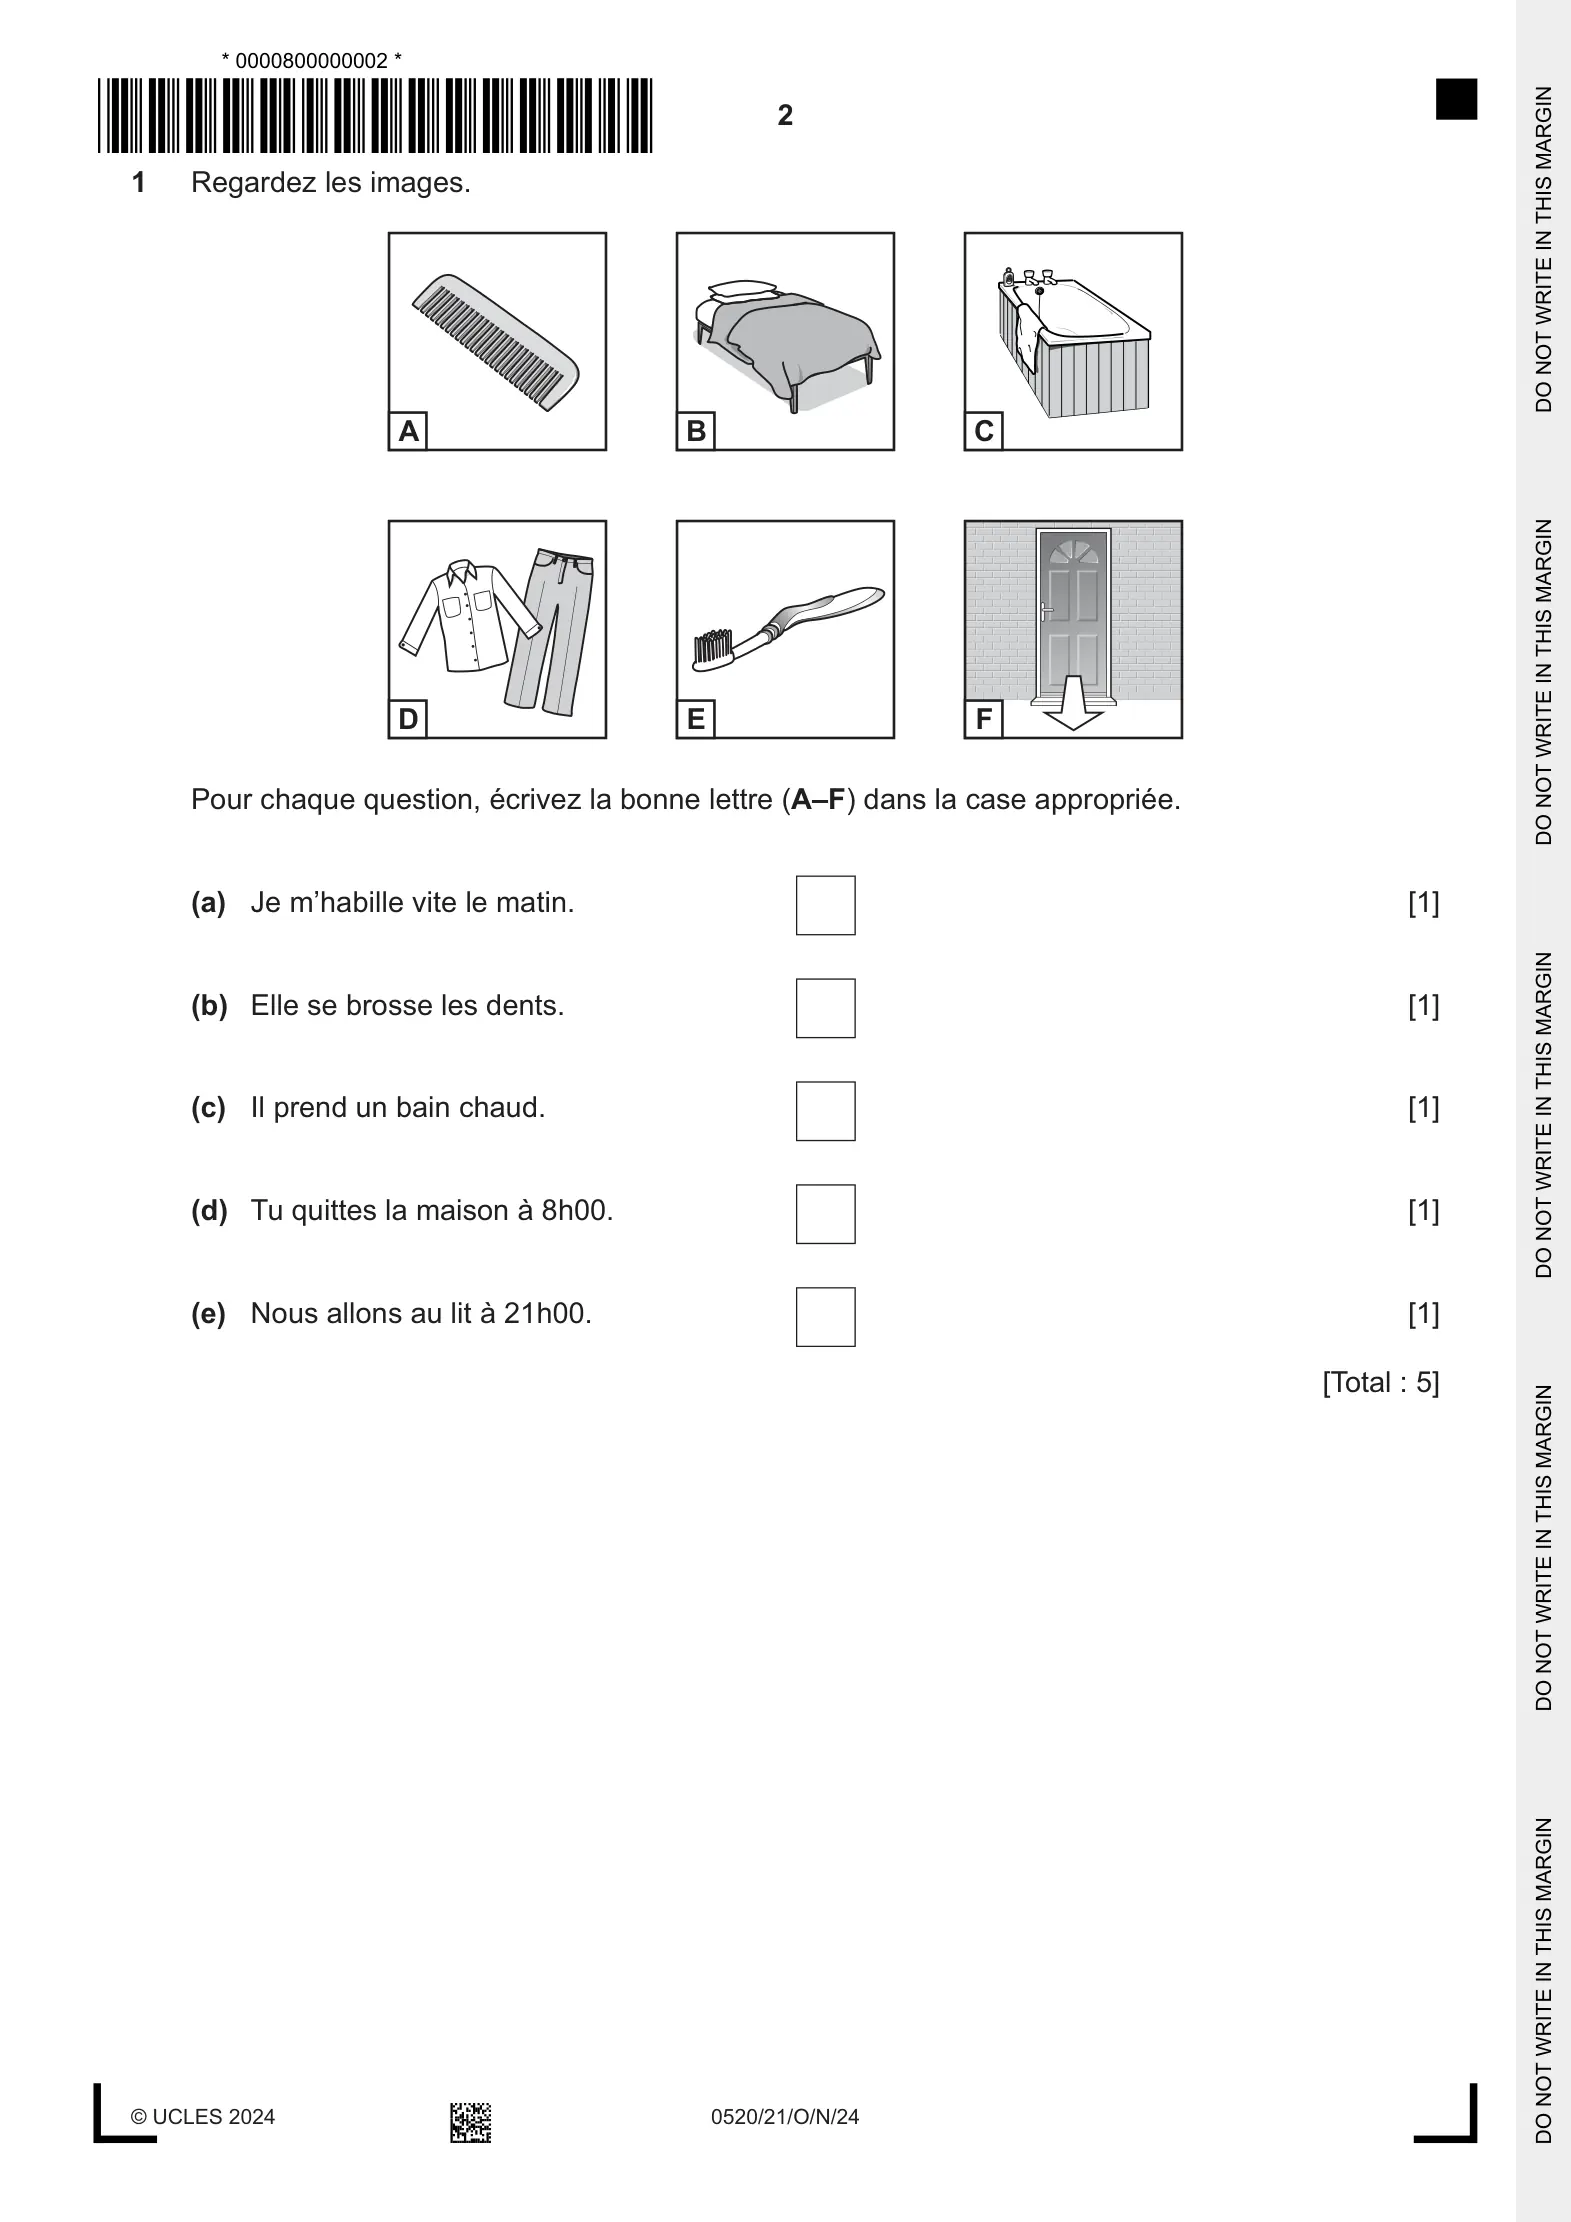 * 0000800000002 *
2
1 Regardez les images.
A
B
C
D
E
F
Pour chaque question, écrivez la bonne lettre (A–F) dans la case appropriée.
(a) Je m’habille vite le matin. [1]
(b) Elle se brosse les dents. [1]
(c) Il prend un bain chaud. [1]
(d) Tu quittes la maison à 8h00. [1]
(e) Nous allons au lit à 21h00. [1]
[Total : 5]
© UCLES 2024
0520/21/O/N/24
DO NOT WRITE IN THIS MARGIN
DO NOT WRITE IN THIS MARGIN
DO NOT WRITE IN THIS MARGIN
DO NOT WRITE IN THIS MARGIN
DO NOT WRITE IN THIS MARGIN